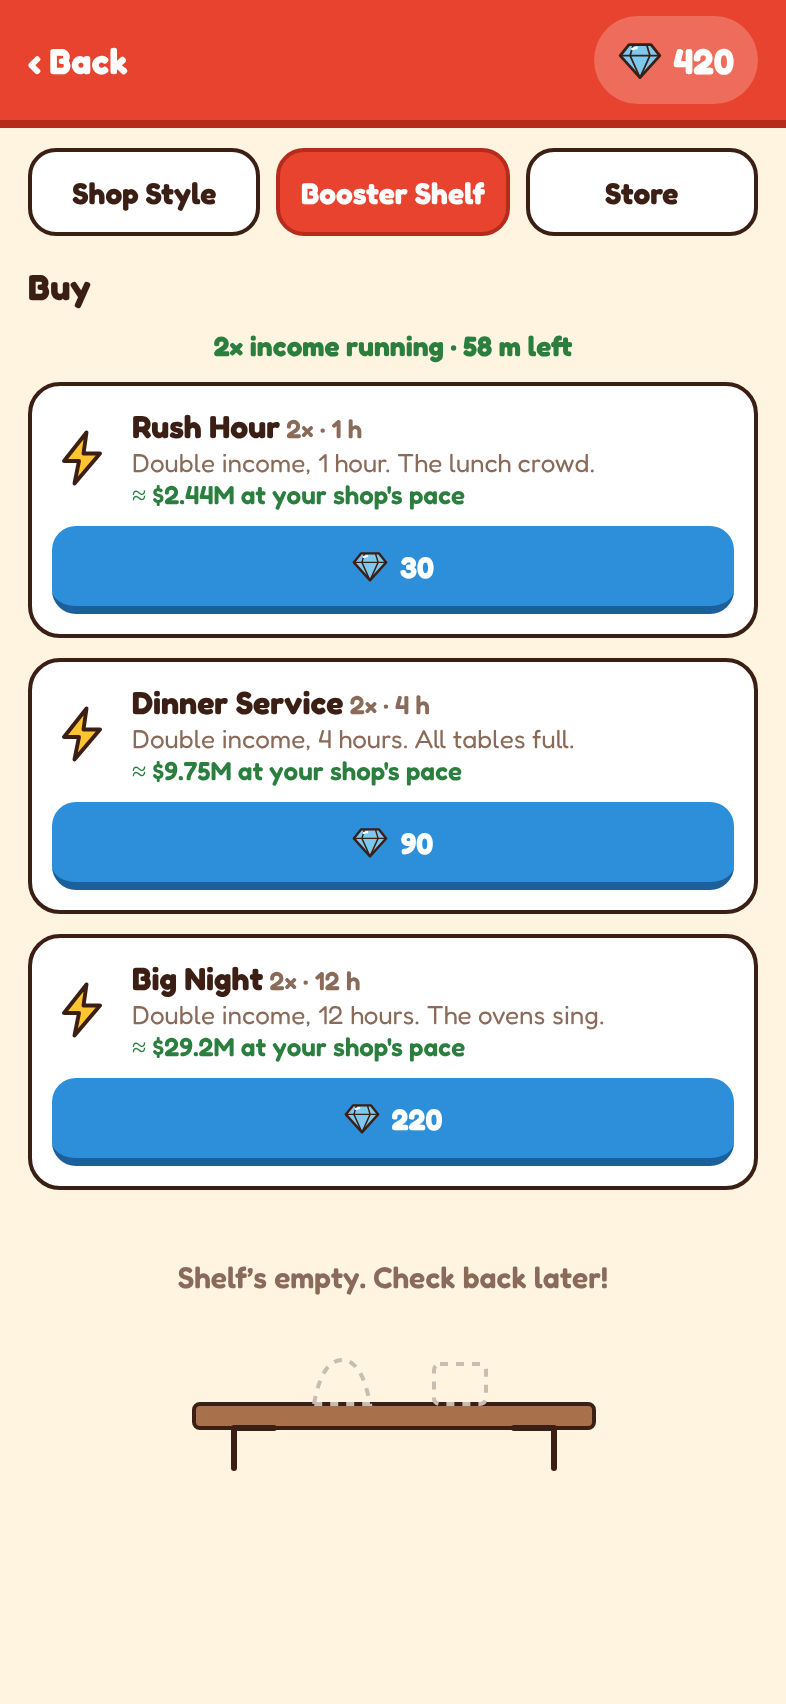 ‹ Back
420
Shop Style
Booster Shelf
Store
Buy
2x income running · 58 m left
Rush Hour 2x · 1 h
Double income, 1 hour. The lunch crowd.
≈ $2.44M at your shop's pace
30
Dinner Service 2x · 4 h
Double income, 4 hours. All tables full.
≈ $9.75M at your shop's pace
90
Big Night 2x · 12 h
Double income, 12 hours. The ovens sing.
≈ $29.2M at your shop's pace
220
Shelf’s empty. Check back later!